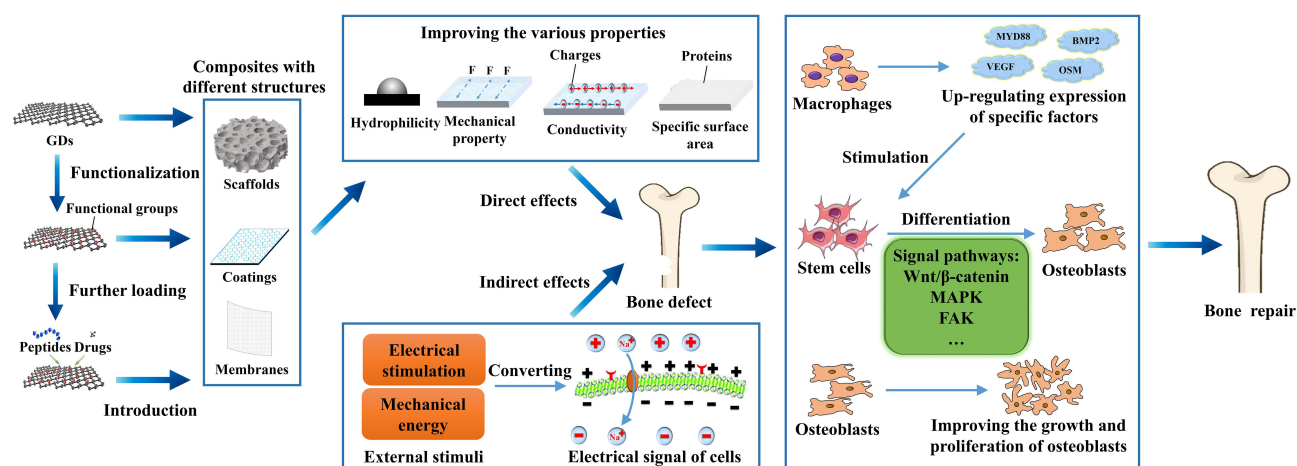 GDs
Functionalization
Functional groups
Further loading
Peptides Drugs
Introduction
Composites with
different structures
Scaffolds
Coatings
Membranes
Improving the various properties
Hydrophilicity
F F F
Mechanical
property
Charges
Conductivity
Proteins
Specific surface
area
Direct effects
Indirect effects
Bone defect
Electrical
stimulation
Mechanical
energy
External stimuli
Converting
+ Na+ + +
+ + + + + +
- - - - -
- Na+ - -
Electrical signal of cells
Macrophages
MYD88
BMP2
VEGF
OSM
Up-regulating expression
of specific factors
Stimulation
Stem cells
Differentiation
Signal pathways:
Wnt/β-catenin
MAPK
FAK
…
Osteoblasts
Osteoblasts
Improving the growth and
proliferation of osteoblasts
Bone repair